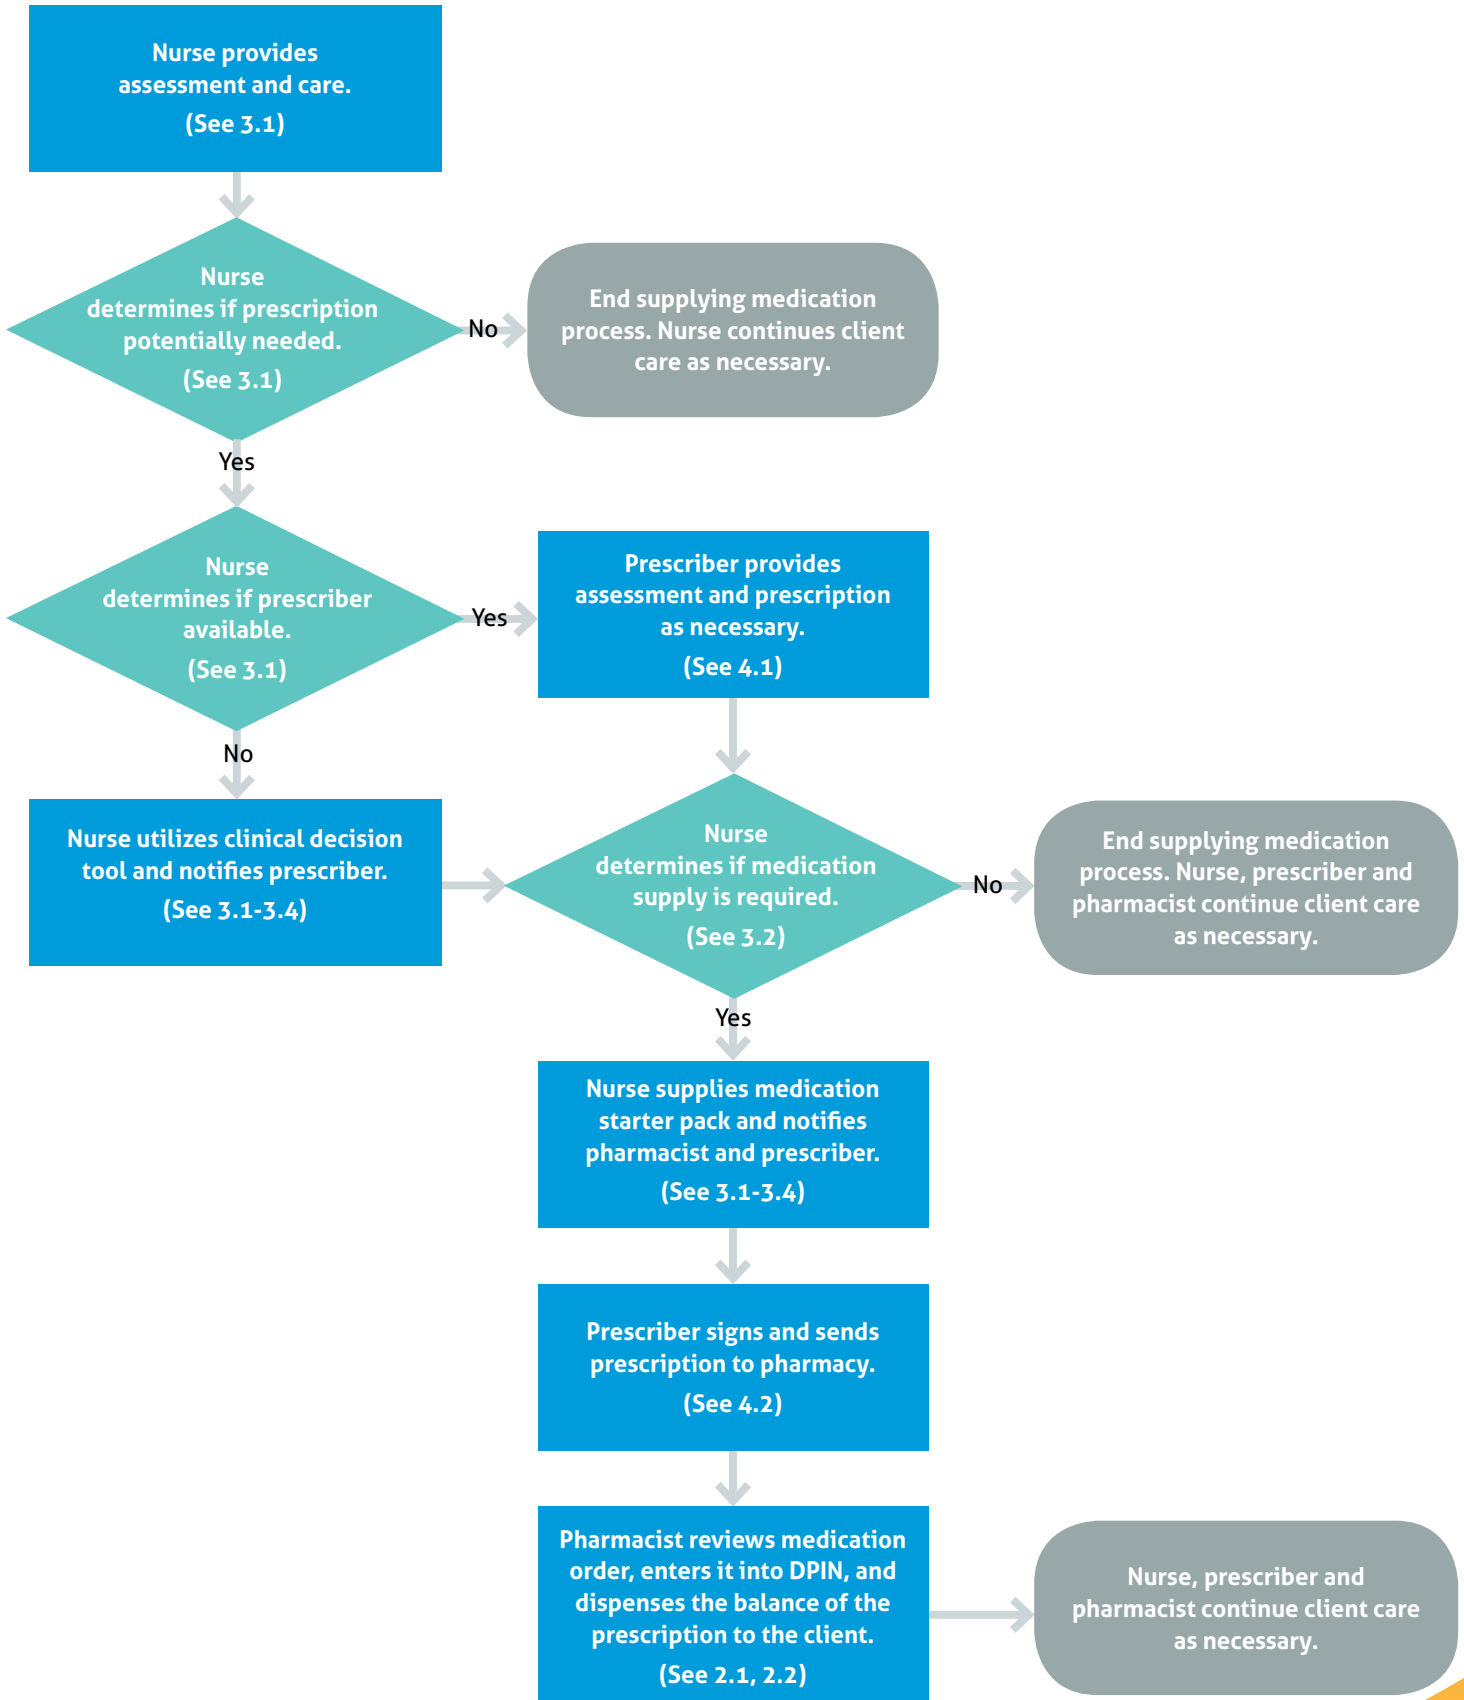 Nurse provides
assessment and care.
(See 3.1)
Nurse
determines if prescription
potentially needed.
(See 3.1)
No
End supplying medication
process. Nurse continues client
care as necessary.
Yes
Nurse
determines if prescriber
available.
(See 3.1)
Yes
Prescriber provides
assessment and prescription
as necessary.
(See 4.1)
No
Nurse utilizes clinical decision
tool and notifies prescriber.
(See 3.1-3.4)
Nurse
determines if medication
supply is required.
(See 3.2)
No
End supplying medication
process. Nurse, prescriber and
pharmacist continue client care
as necessary.
Yes
Nurse supplies medication
starter pack and notifies
pharmacist and prescriber.
(See 3.1-3.4)
Prescriber signs and sends
prescription to pharmacy.
(See 4.2)
Pharmacist reviews medication
order, enters it into DPIN, and
dispenses the balance of the
prescription to the client.
(See 2.1, 2.2)
Nurse, prescriber and
pharmacist continue client care
as necessary.